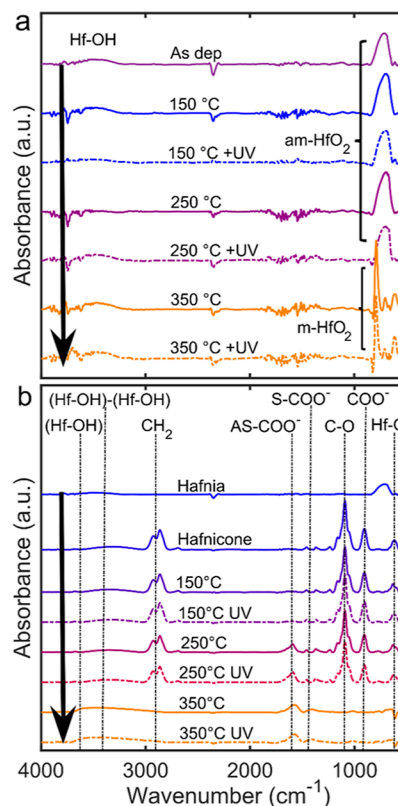 a
Hf-OH
As dep
150 °C
am-HfO2
150 °C +UV
250 °C
250 °C +UV
350 °C
m-HfO2
350 °C +UV
Absorbance (a.u.)
b
(Hf-OH)-(Hf-OH)
S-COO⁻
COO⁻
(Hf-OH)
CH2
AS-COO⁻
C-O
Hafnia
Hafnicone
150°C
150°C UV
250°C
250°C UV
350°C
350°C UV
Absorbance (a.u.)
4000 3000 2000 1000
Wavenumber (cm⁻¹)